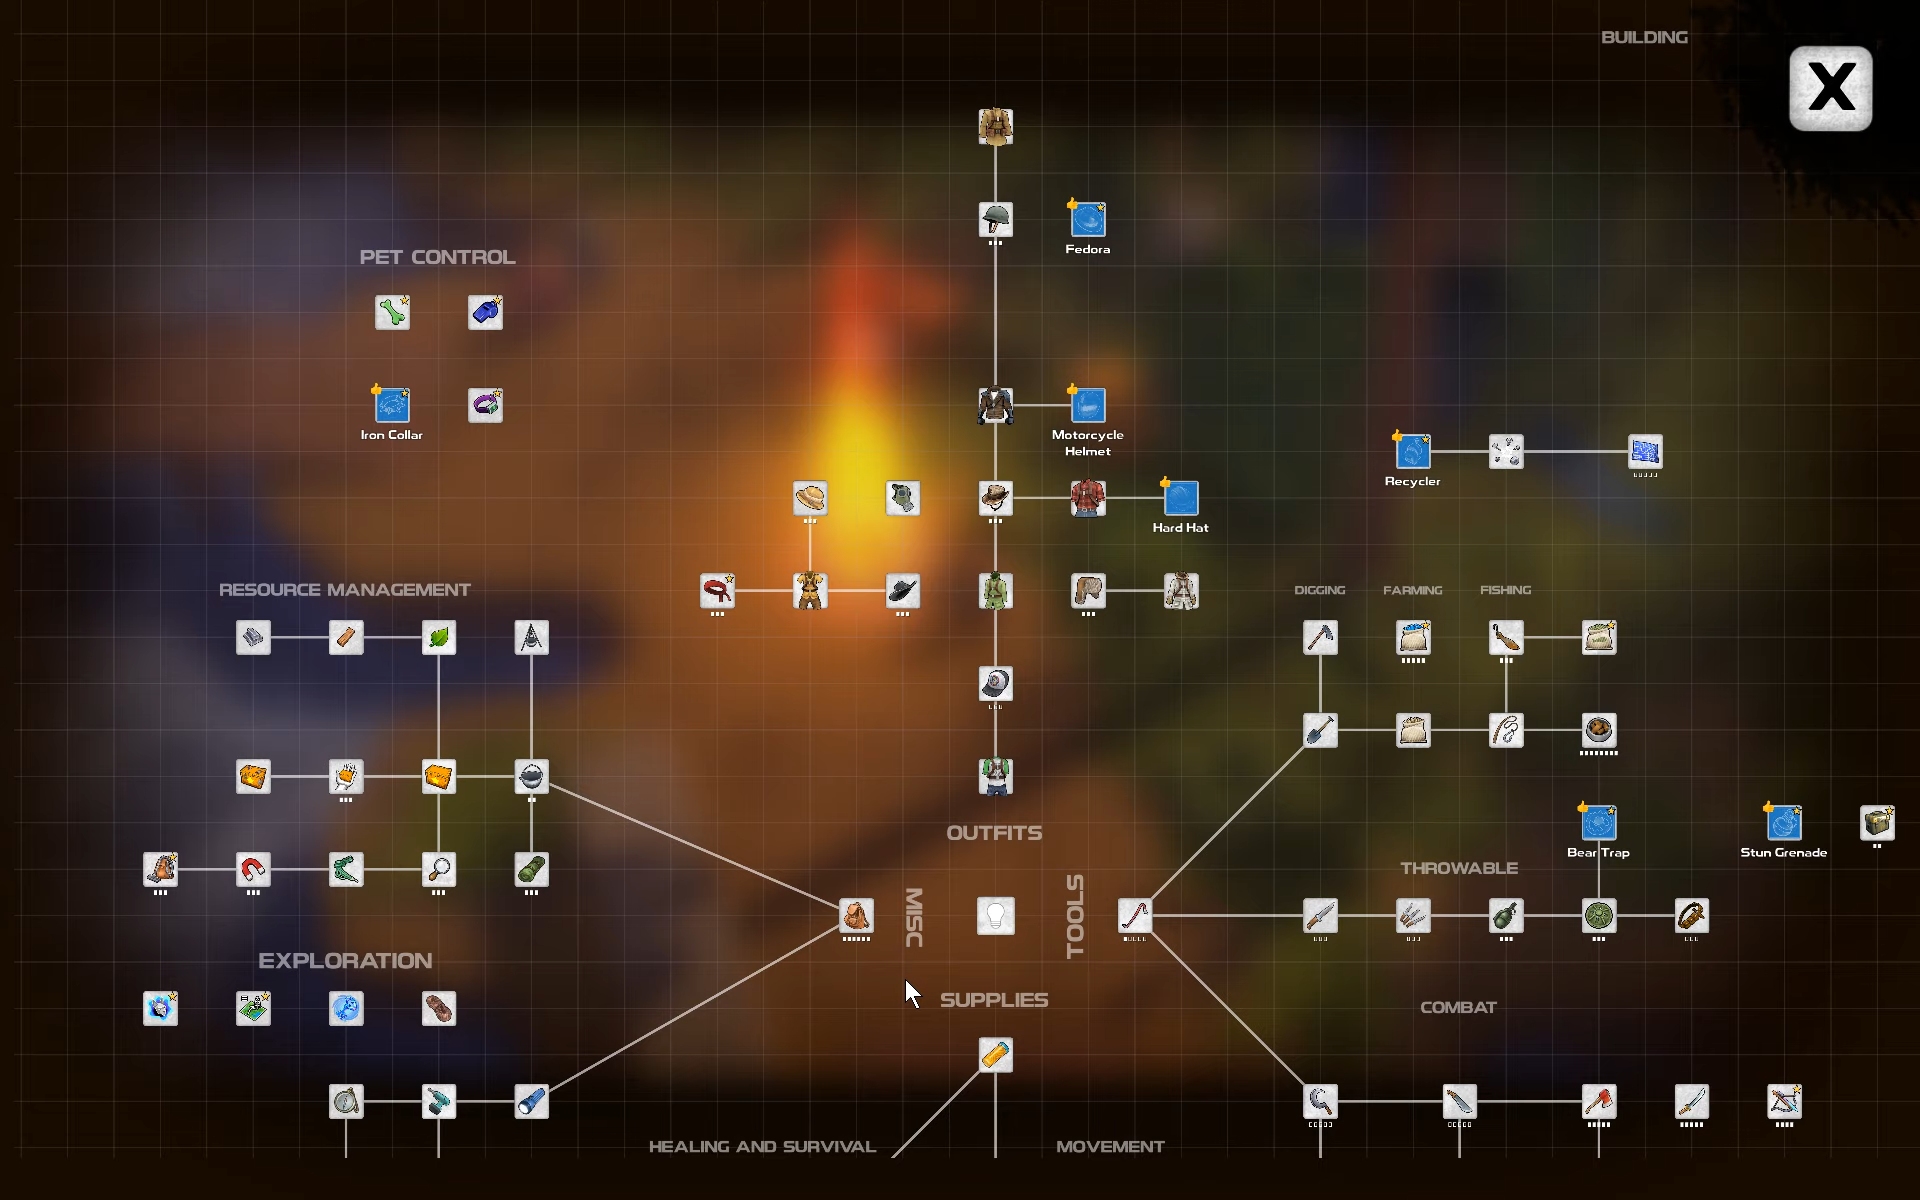 BUILDING
X
Fedora
PET CONTROL
Iron Collar
Motorcycle
Helmet
Recycler
Hard Hat
RESOURCE MANAGEMENT
DIGGING
FARMING
FISHING
OUTFITS
Bear Trap
Stun Grenade
THROWABLE
MISC
TOOLS
EXPLORATION
SUPPLIES
COMBAT
HEALING AND SURVIVAL
MOVEMENT